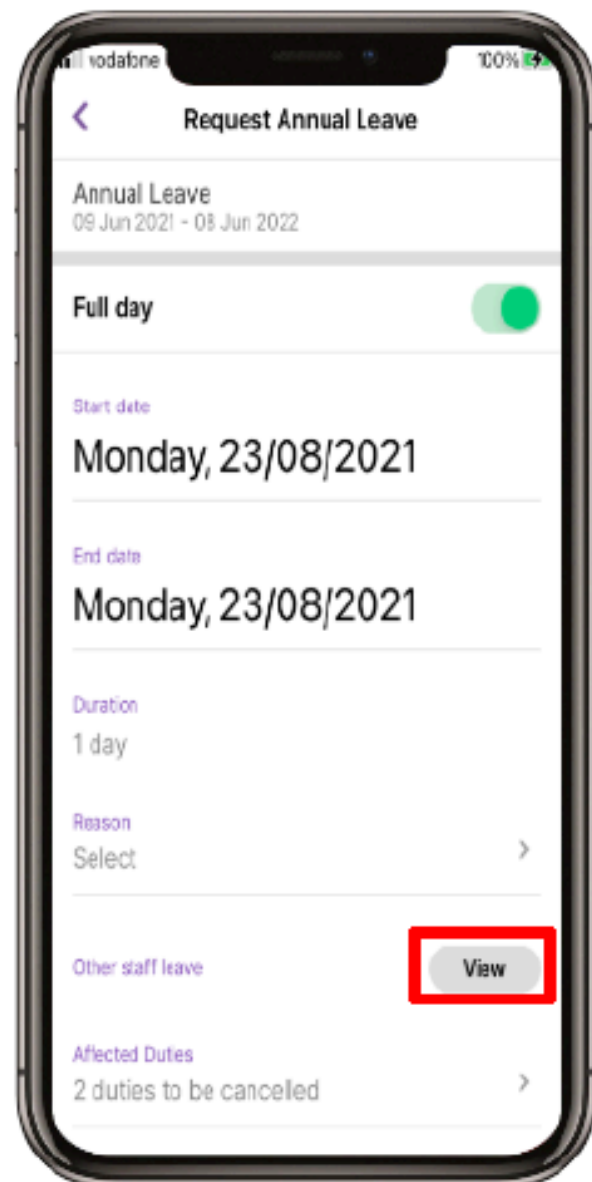 vodafone
100%
Request Annual Leave
Annual Leave
09 Jun 2021 - 08 Jun 2022
Full day
Start date
Monday, 23/08/2021
End date
Monday, 23/08/2021
Duration
1 day
Reason
Select
Other staff leave
View
Affected Duties
2 duties to be cancelled